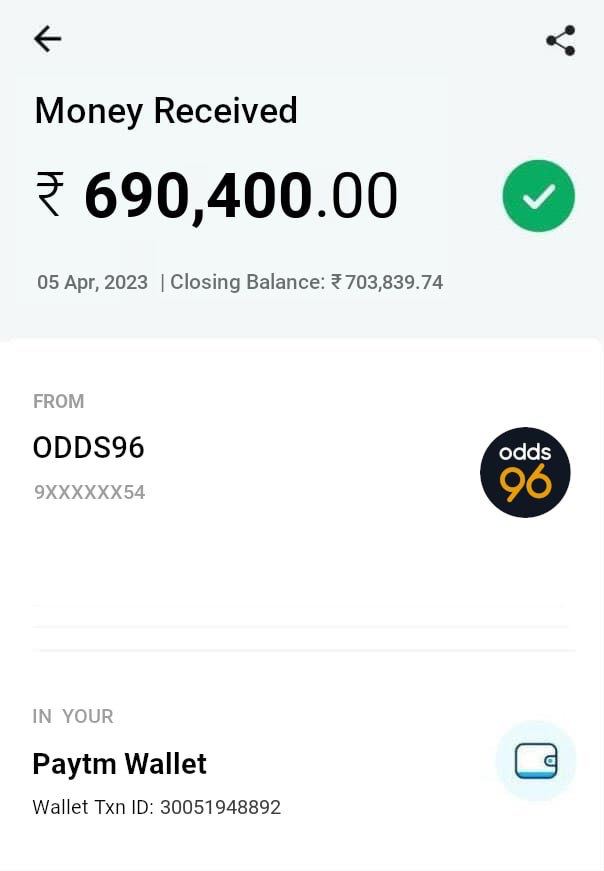 Money Received
₹ 690,400.00
05 Apr, 2023 | Closing Balance: ₹703,839.74
FROM
ODDS96
9XXXXXX54
odds
96
IN YOUR
Paytm Wallet
Wallet Txn ID: 30051948892